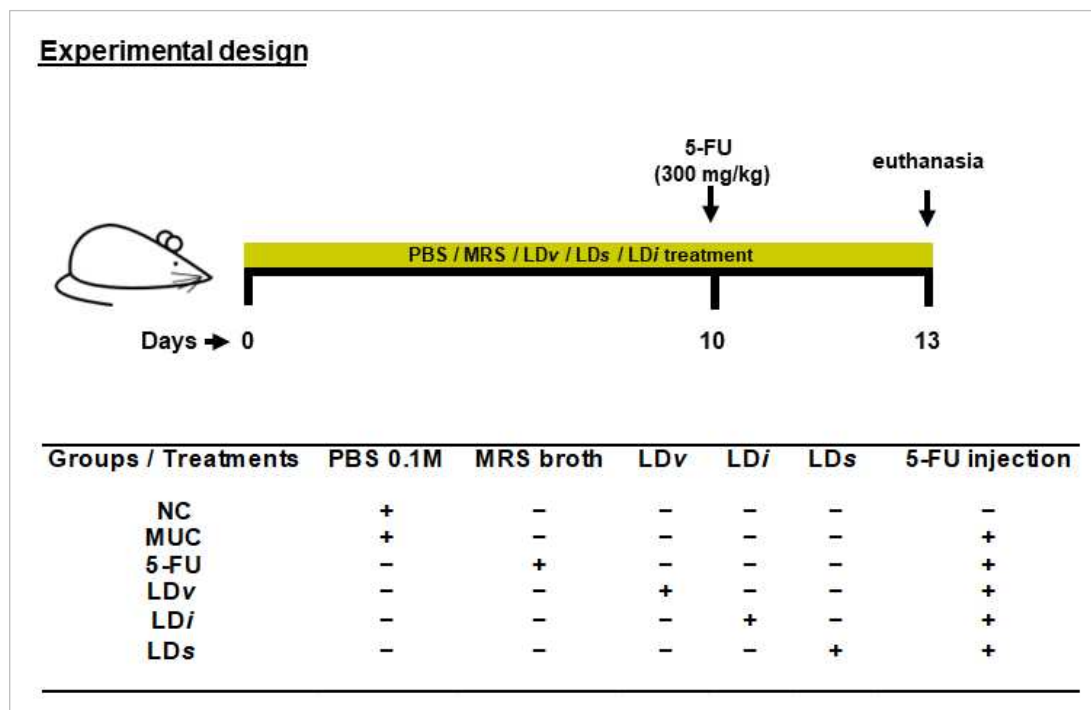 Experimental design
5-FU
(300 mg/kg)
euthanasia
PBS / MRS / LDv / LDs / LDi treatment
Days → 0 10 13
Groups / Treatments PBS 0.1M MRS broth LDv LDi LDs 5-FU injection
NC + − − − − −
MUC + − − − − +
5-FU − + − − − +
LDv − − + − − +
LDi − − − + − +
LDs − − − − + +